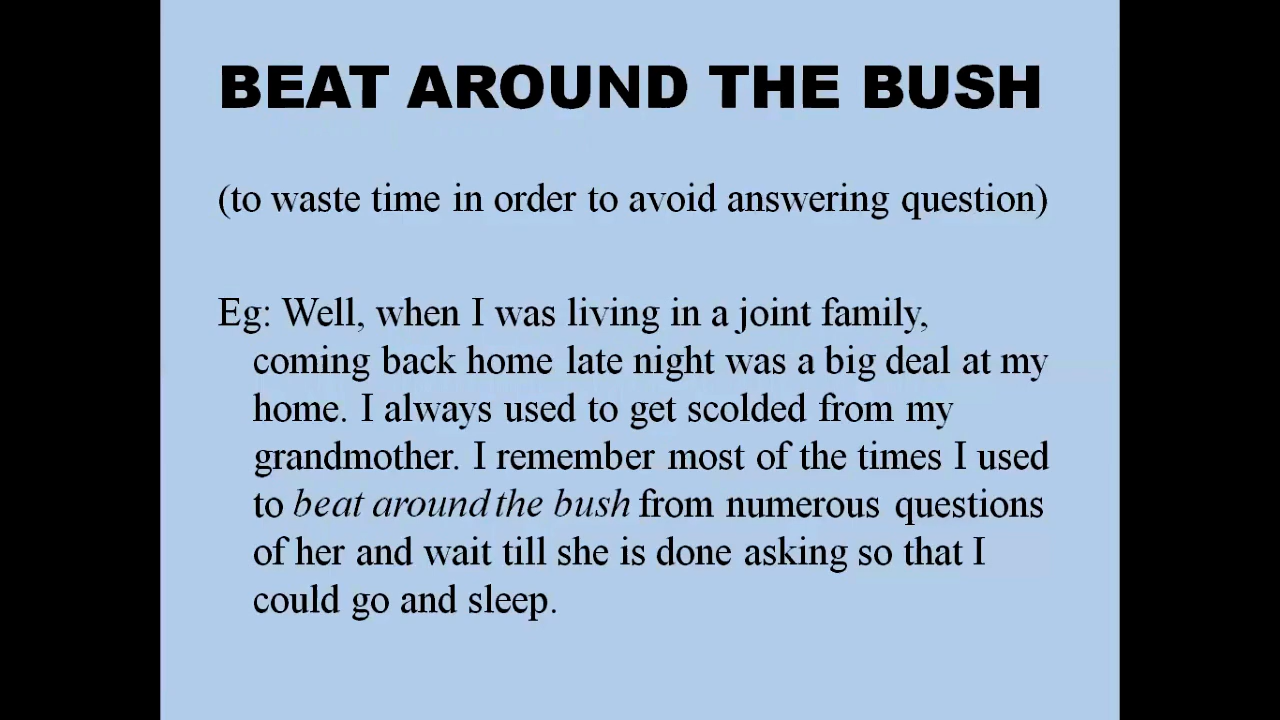 BEAT AROUND THE BUSH
(to waste time in order to avoid answering question)
Eg: Well, when I was living in a joint family,
coming back home late night was a big deal at my
home. I always used to get scolded from my
grandmother. I remember most of the times I used
to beat around the bush from numerous questions
of her and wait till she is done asking so that I
could go and sleep.